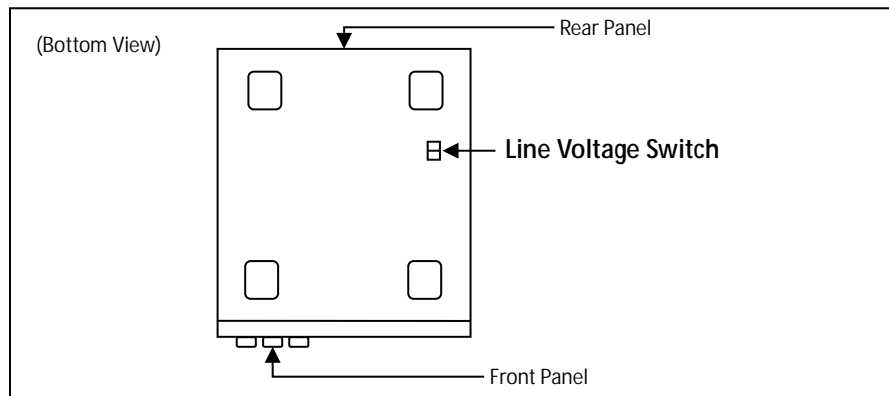 Rear Panel
(Bottom View)
Line Voltage Switch
Front Panel